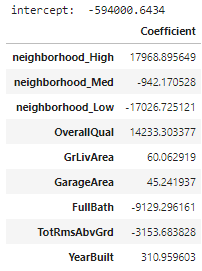 intercept: -594000.6434
Coefficient
neighborhood_High 17968.895649
neighborhood_Med -942.170528
neighborhood_Low -17026.725121
OverallQual 14233.303377
GrLivArea 60.062919
GarageArea 45.241937
FullBath -9129.296161
TotRmsAbvGrd -3153.683828
YearBuilt 310.959603